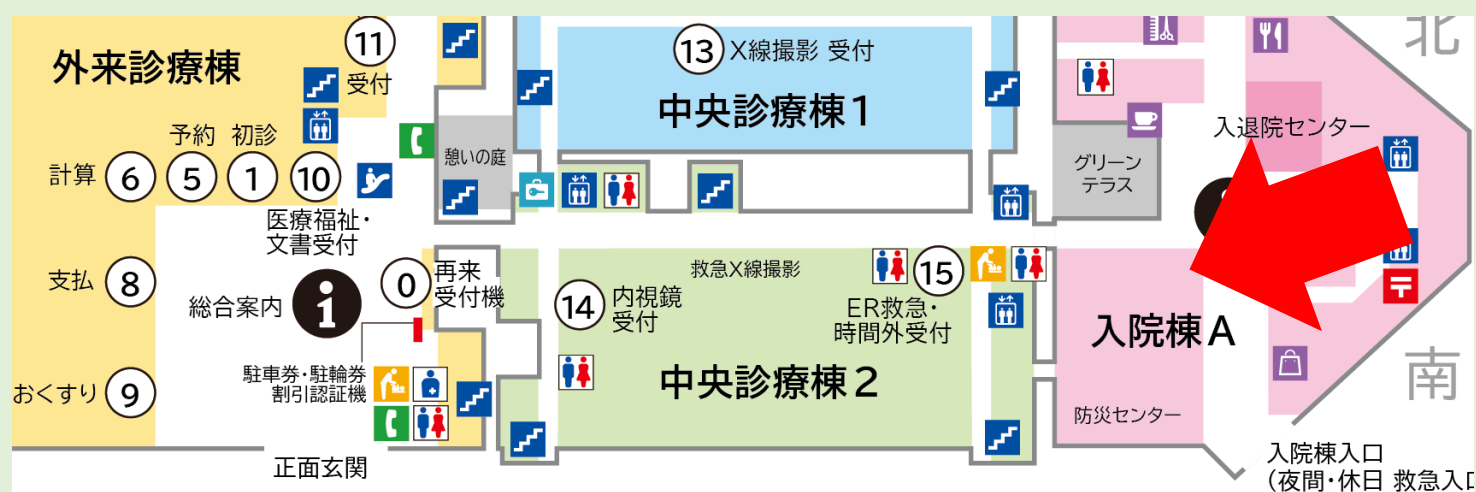 外来診療棟
11
受付
13 X線撮影 受付
中央診療棟1
北
予約 初診
計算 6 5 1 10
医療福祉・
文書受付
憩いの庭
グリーン
テラス
入退院センター
支払 8
総合案内
0 再来
受付機
駐車券・駐輪券
割引認証機
おくすり 9
正面玄関
救急X線撮影
14 内視鏡
受付
15
ER救急・
時間外受付
中央診療棟2
入院棟A
防災センター
南
入院棟入口
(夜間・休日 救急入